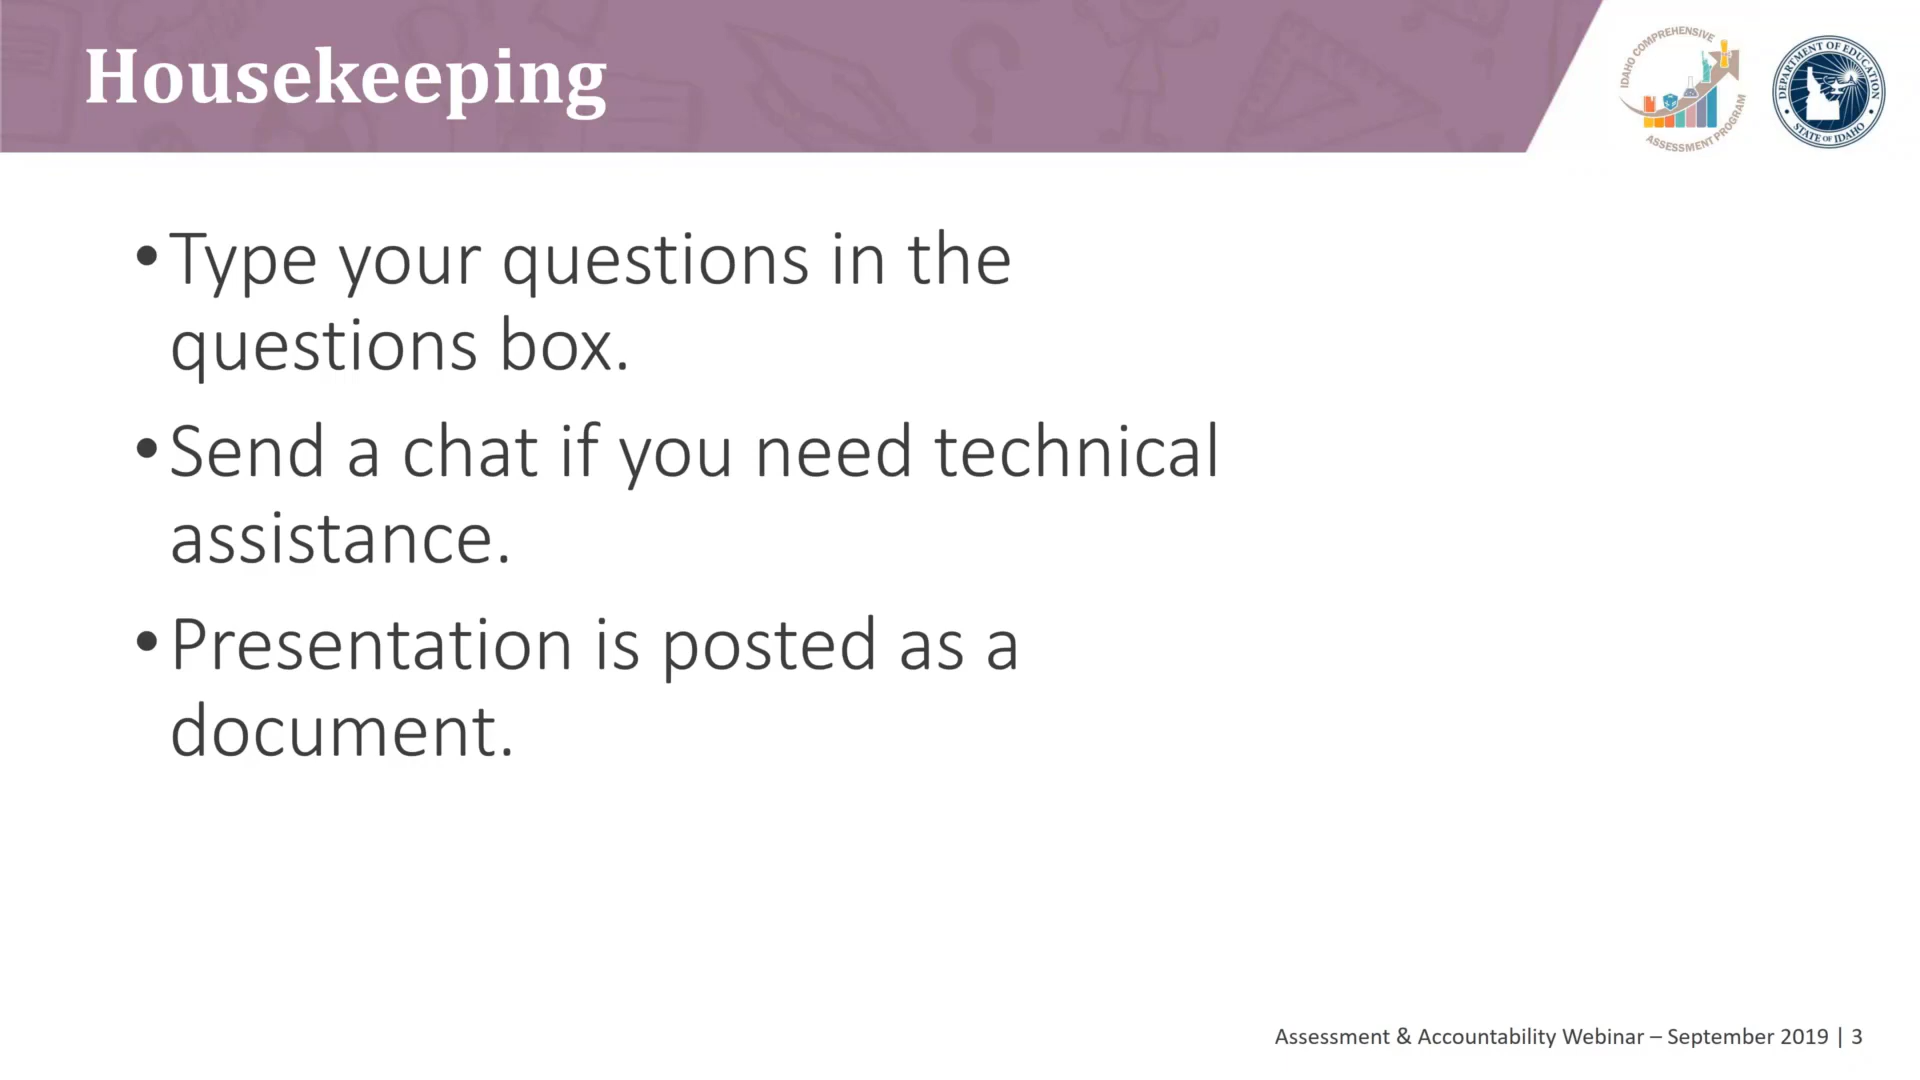 Housekeeping
IDAHO COMPREHENSIVE
ASSESSMENT PROGRAM
DEPARTMENT OF EDUCATION
STATE OF IDAHO
• Type your questions in the
questions box.
• Send a chat if you need technical
assistance.
• Presentation is posted as a
document.
Assessment & Accountability Webinar – September 2019 | 3